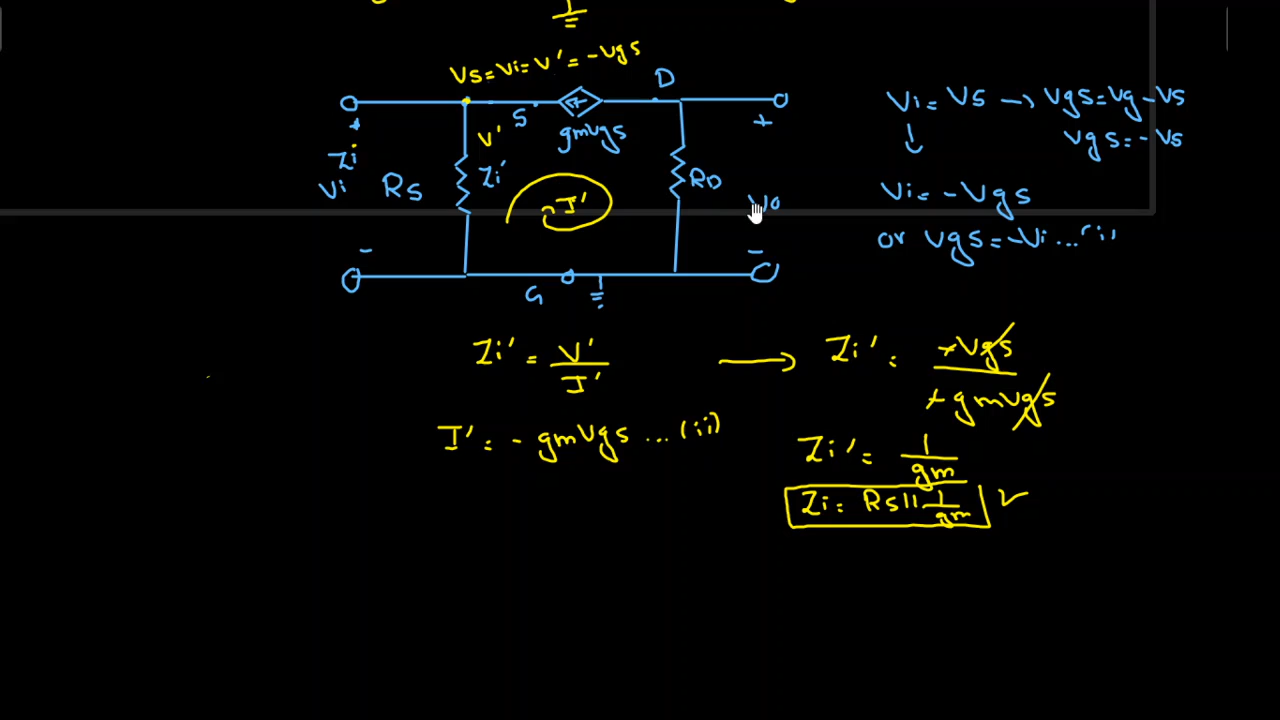 Vs=Vi=V'=-Vgs
D
S
gmVgs
V'
Zi'
+
Zi
Vi
Rs
I'
RD
+
Vo
-
-
G
Vi = Vs → Vgs=Vg-Vs
↓ Vgs=-Vs
Vi = -Vgs
or Vgs=-Vi ...(i)
Zi' = V'/I' → Zi' = +Vgs/+gmVgs
I' = -gmVgs ...(ii)
Zi' = 1/gm
Zi = Rs||1/gm ✓